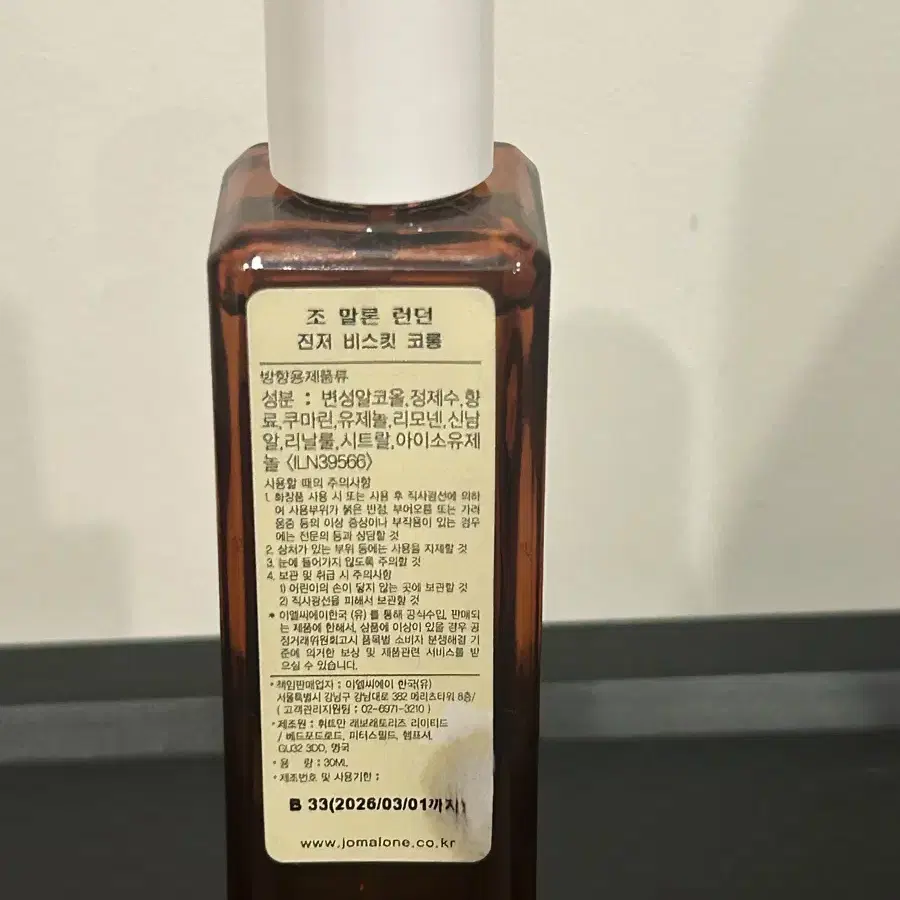 조 말론 런던
진저 비스킷 코롱
방향용제품류
성분 : 변성알코올,정제수,향
료,쿠마린,유제놀,리모넨,신남
알,리날룰,시트랄,아이소유제
놀 <ILN39566>
사용할 때의 주의사항
1. 화장품 사용 시 또는 사용 후 직사광선에 의하
여 사용부위가 붉은 반점, 부어오름 또는 가려
움증 등의 이상 증상이나 부작용이 있는 경우
에는 전문의 등과 상담할 것
2. 상처가 있는 부위 등에는 사용을 자제할 것
3. 눈에 들어가지 않도록 주의할 것
4. 보관 및 취급 시 주의사항
1) 어린이의 손이 닿지 않는 곳에 보관할 것
2) 직사광선을 피해서 보관할 것
* 이엘씨에이한국 (유) 를 통해 공식수입, 판매되
는 제품에 한해서, 상품에 이상이 있을 경우 공
정거래위원회고시 품목별 소비자 분쟁해결 기
준에 의거한 보상 및 제품관련 서비스를 받
으실 수 있습니다.
* 책임판매업자 : 이엘씨에이 한국(유)
서울특별시 강남구 강남대로 382 메리츠타워 8층/
( 고객관리지원팀 : 02-6971-3210 )
* 제조원 : 휘트만 래보래토리즈 리미티드
/ 베드포드로드, 피터스필드, 햄프셔,
GU32 3DD, 영국
* 용 량 : 30ML
* 제조번호 및 사용기한 :
B 33(2026/03/01까지)
www.jomalone.co.kr